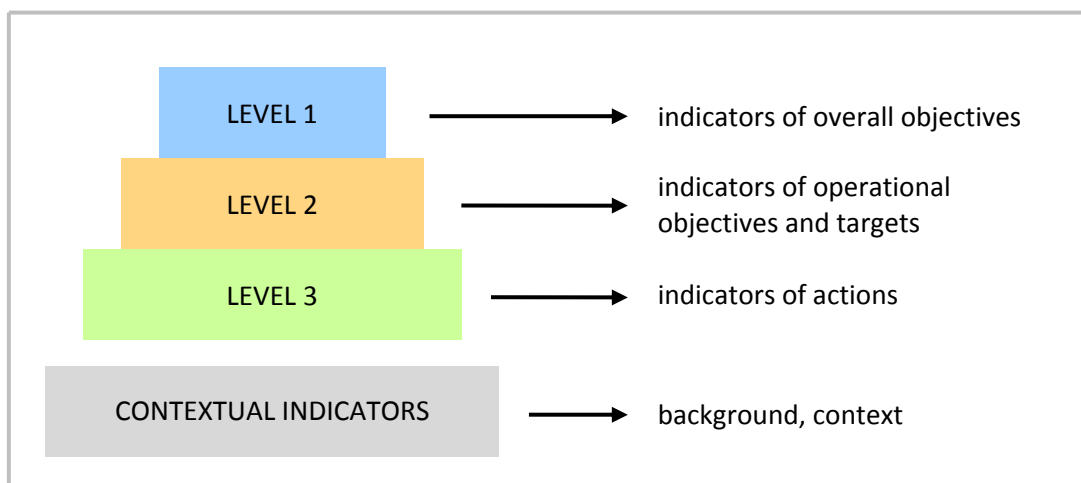 LEVEL 1
indicators of overall objectives
LEVEL 2
indicators of operational
objectives and targets
LEVEL 3
indicators of actions
CONTEXTUAL INDICATORS
background, context